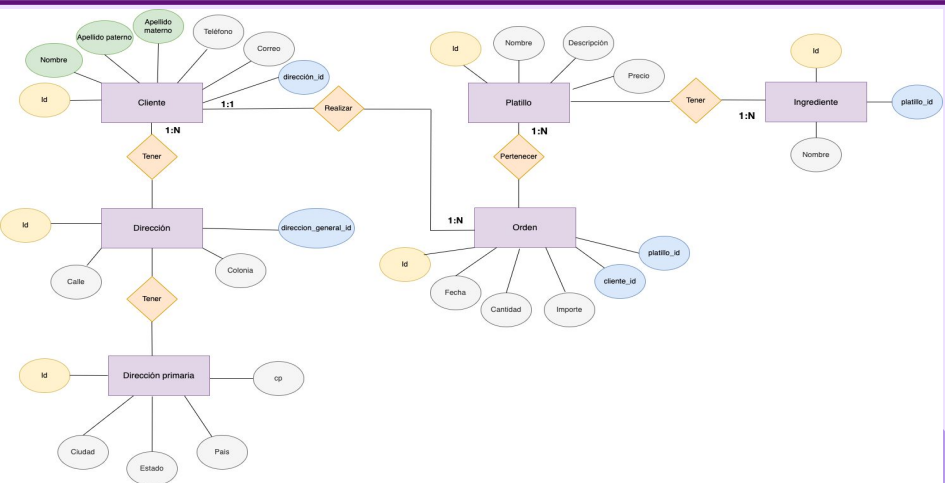 Apellido
materno
Apellido paterno
Teléfono
Nombre
Correo
dirección_id
Id
Cliente
1:1
Realizar
1:N
Tener
Id
Dirección
direccion_general_id
Calle
Colonia
Tener
Id
Dirección primaria
cp
Ciudad
Estado
Pais
Id
Nombre
Descripción
Precio
Platillo
Tener
1:N
Id
Ingrediente
platillo_id
Nombre
1:N
Pertenecer
1:N
Orden
Id
Fecha
Cantidad
Importe
cliente_id
platillo_id